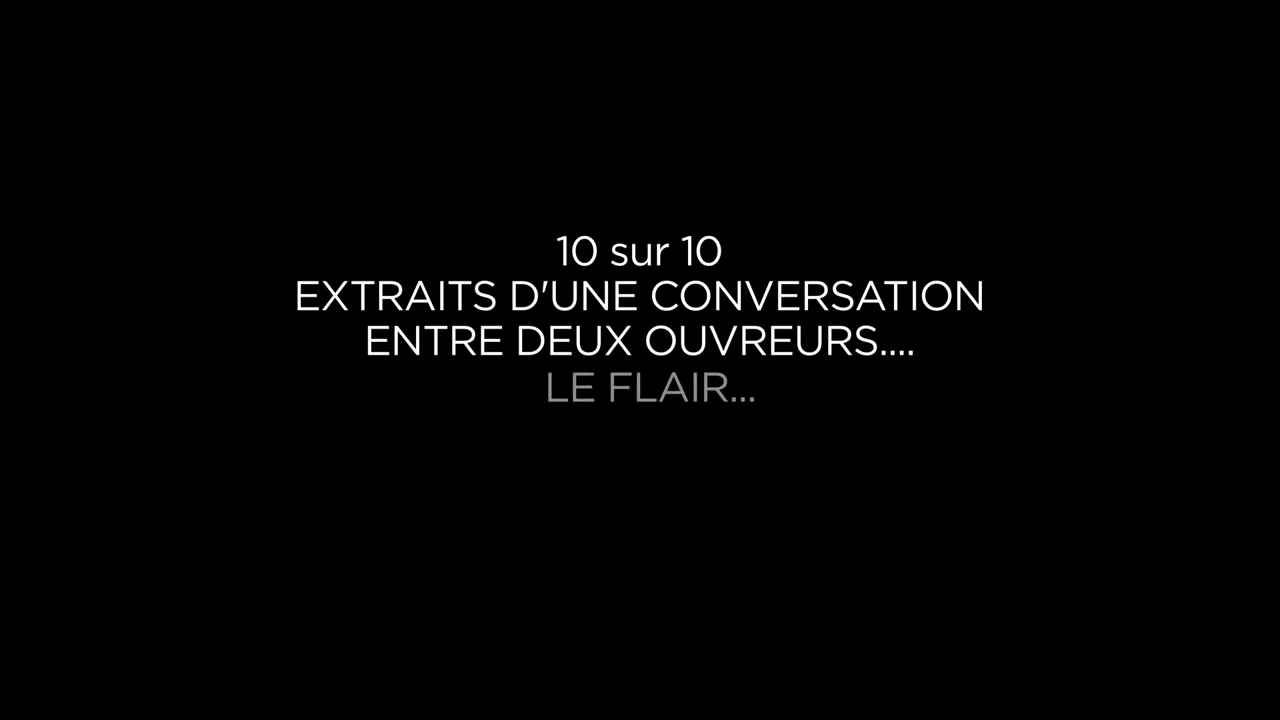 10 sur 10
EXTRAITS D'UNE CONVERSATION
ENTRE DEUX OUVREURS....
LE FLAIR...